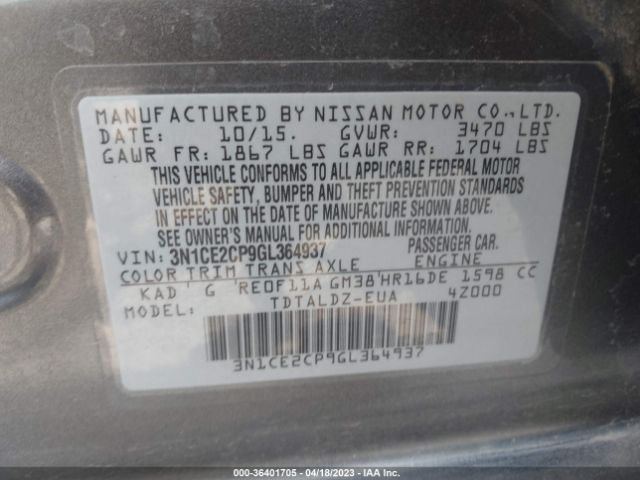 MANUFACTURED BY NISSAN MOTOR CO.,LTD.
DATE: 10/15. GVWR: 3470 LBS
GAWR FR: 1867 LBS GAWR RR: 1704 LBS
THIS VEHICLE CONFORMS TO ALL APPLICABLE FEDERAL MOTOR
VEHICLE SAFETY, BUMPER AND THEFT PREVENTION STANDARDS
IN EFFECT ON THE DATE OF MANUFACTURE SHOWN ABOVE.
SEE OWNER'S MANUAL FOR ADDITIONAL INFORMATION.
VIN: 3N1CE2CP9GL364937 PASSENGER CAR.
COLOR TRIM TRANS AXLE ENGINE
KAD ' G 'RE0F11A GM38'HR16DE 1598 CC
MODEL: TDTALDZ-EUA 4Z000
3N1CE2CP9GL364937
000-36401705 - 04/18/2023 - IAA Inc.